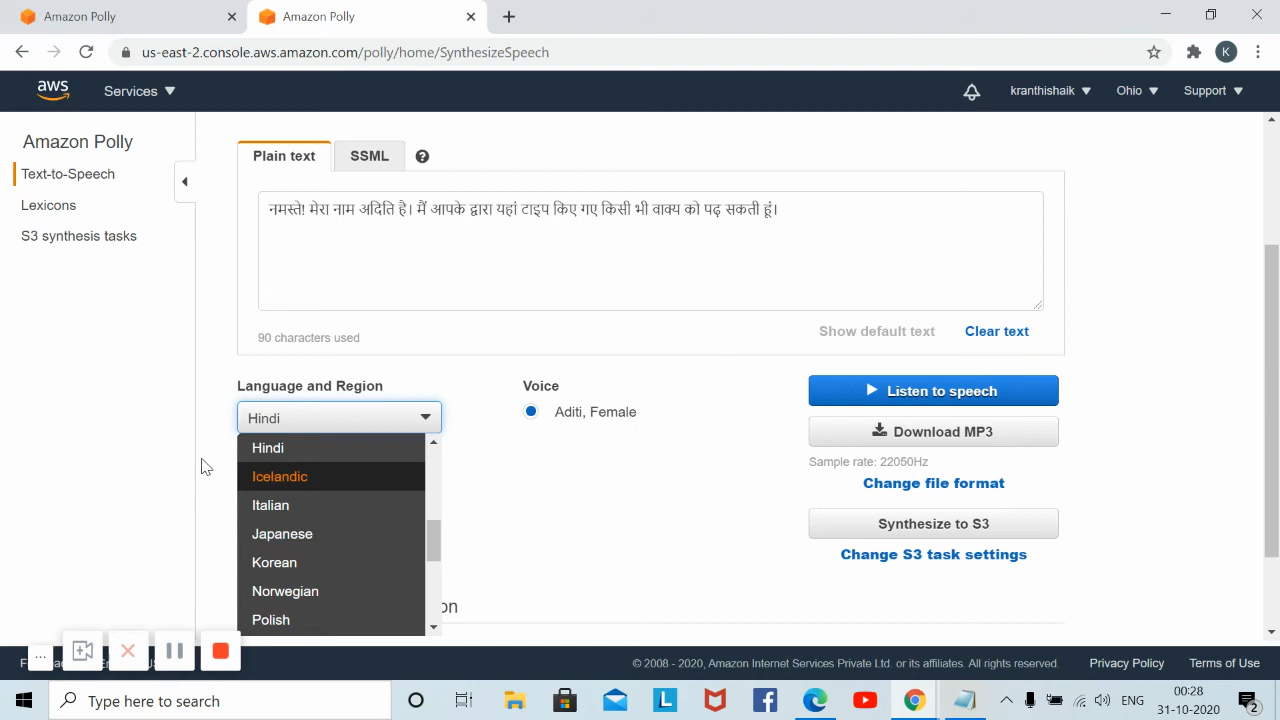 Amazon Polly
Amazon Polly
us-east-2.console.aws.amazon.com/polly/home/SynthesizeSpeech
K
aws
Services
kranthishaik
Ohio
Support
Amazon Polly
Text-to-Speech
Lexicons
S3 synthesis tasks
Plain text
SSML
?
नमस्ते! मेरा नाम अदिति है। मैं आपके द्वारा यहां टाइप किए गए किसी भी वाक्य को पढ़ सकती हूं।
90 characters used
Show default text
Clear text
Language and Region
Hindi
Hindi
Icelandic
Italian
Japanese
Korean
Norwegian
Polish
Voice
Aditi, Female
Listen to speech
Download MP3
Sample rate: 22050Hz
Change file format
Synthesize to S3
Change S3 task settings
on
...
© 2008 - 2020, Amazon Internet Services Private Ltd. or its affiliates. All rights reserved.
Privacy Policy
Terms of Use
Type here to search
L
ENG
00:28
31-10-2020
2